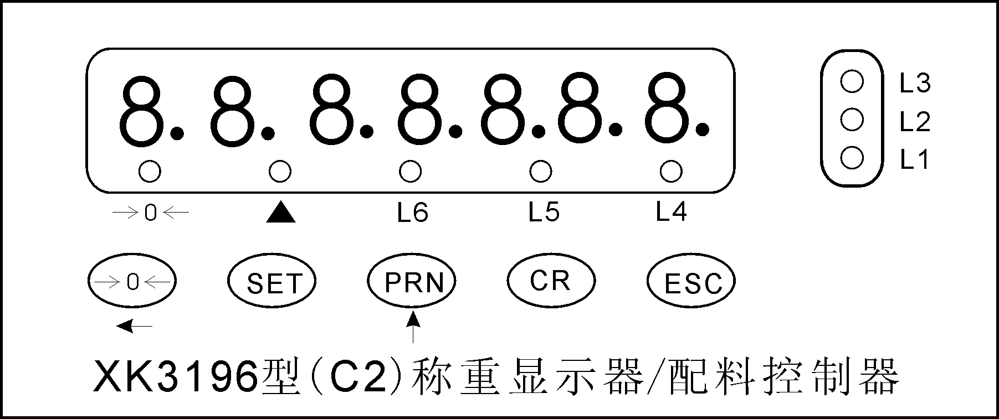 8. 8. 8. 8. 8. 8. 8.
L3
L2
L1
→0← ▲ L6 L5 L4
→0← SET PRN CR ESC
← ↑
XK3196型(C2)称重显示器/配料控制器